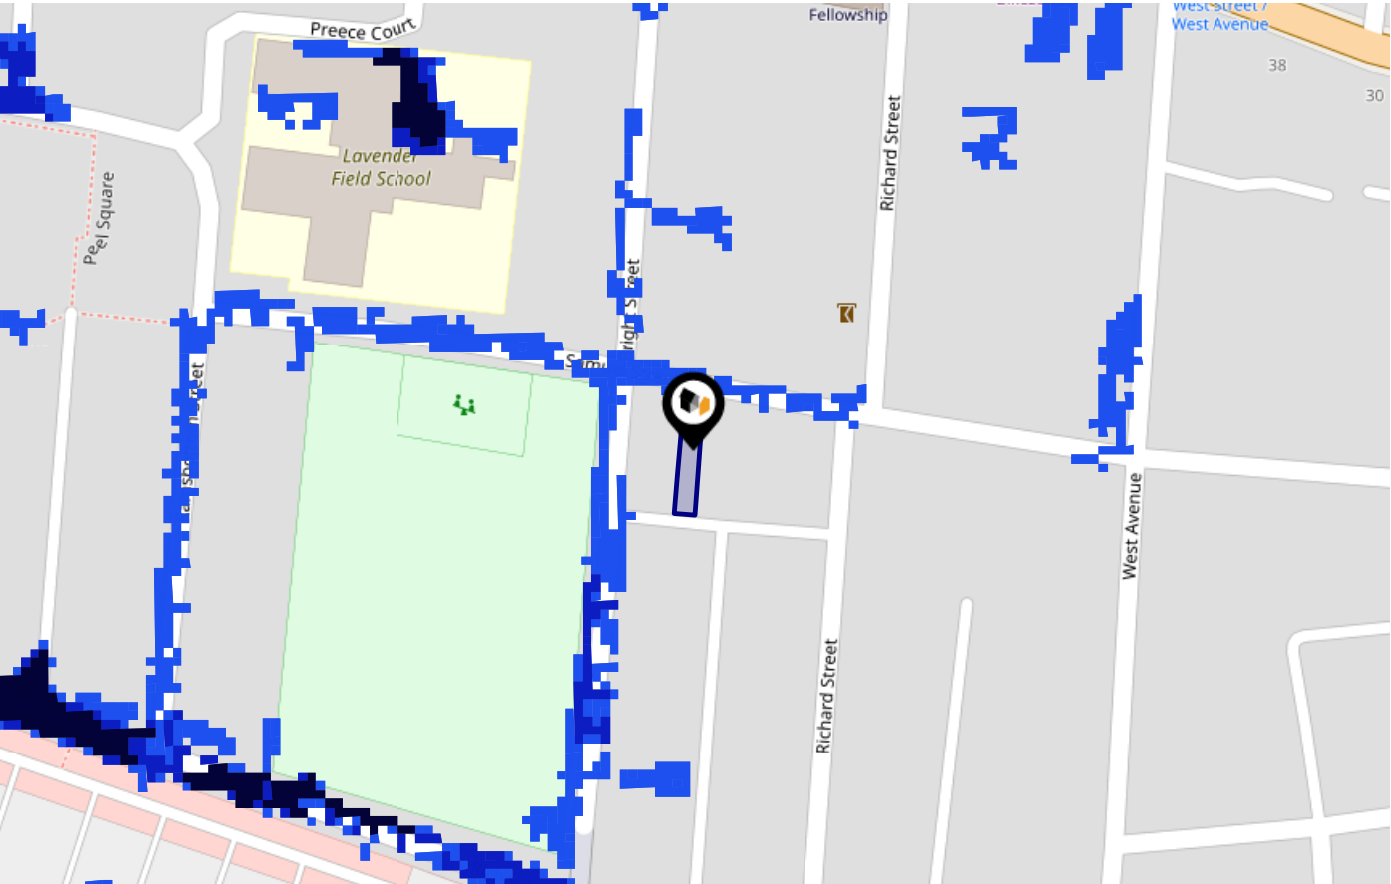 Preece Court
Fellowship
West Street /
West Avenue
38
30
Richard Street
Lavender
Field School
Peel Square
West Avenue
Richard Street